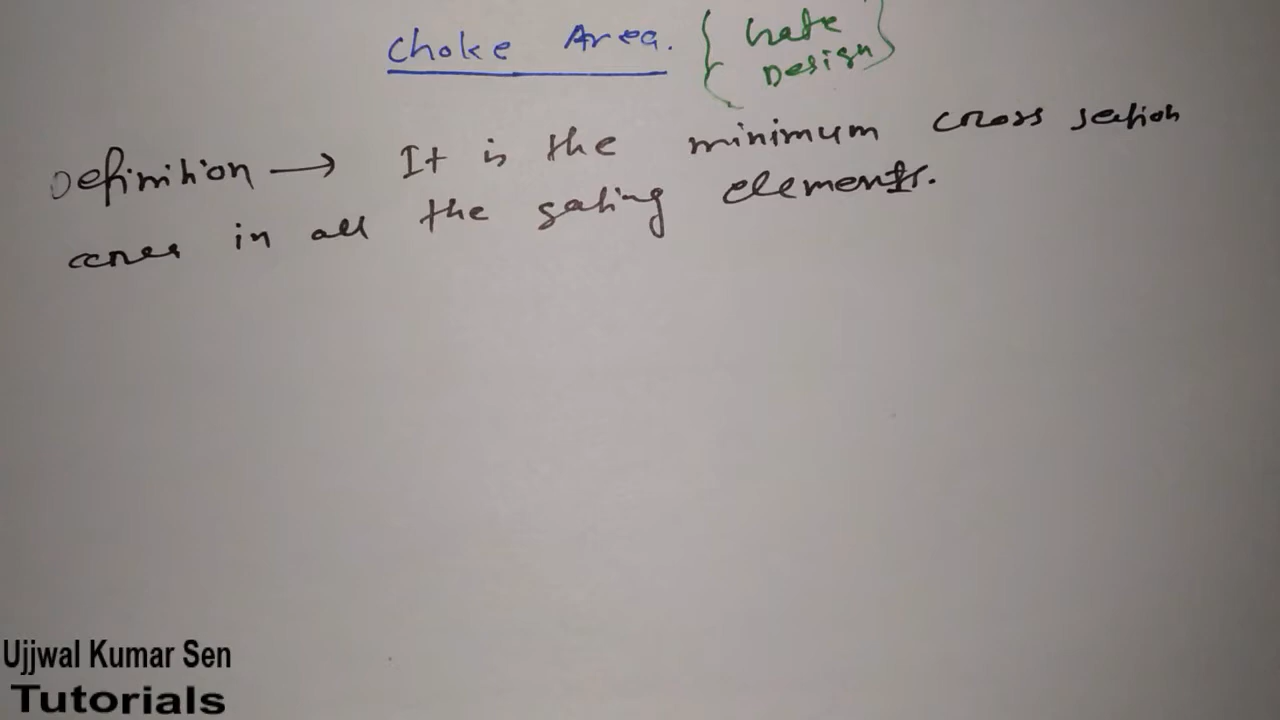 Choke Area. { Gate
Design }
Definition → It is the minimum cross section
area in all the gating elements.
Ujjwal Kumar Sen
Tutorials